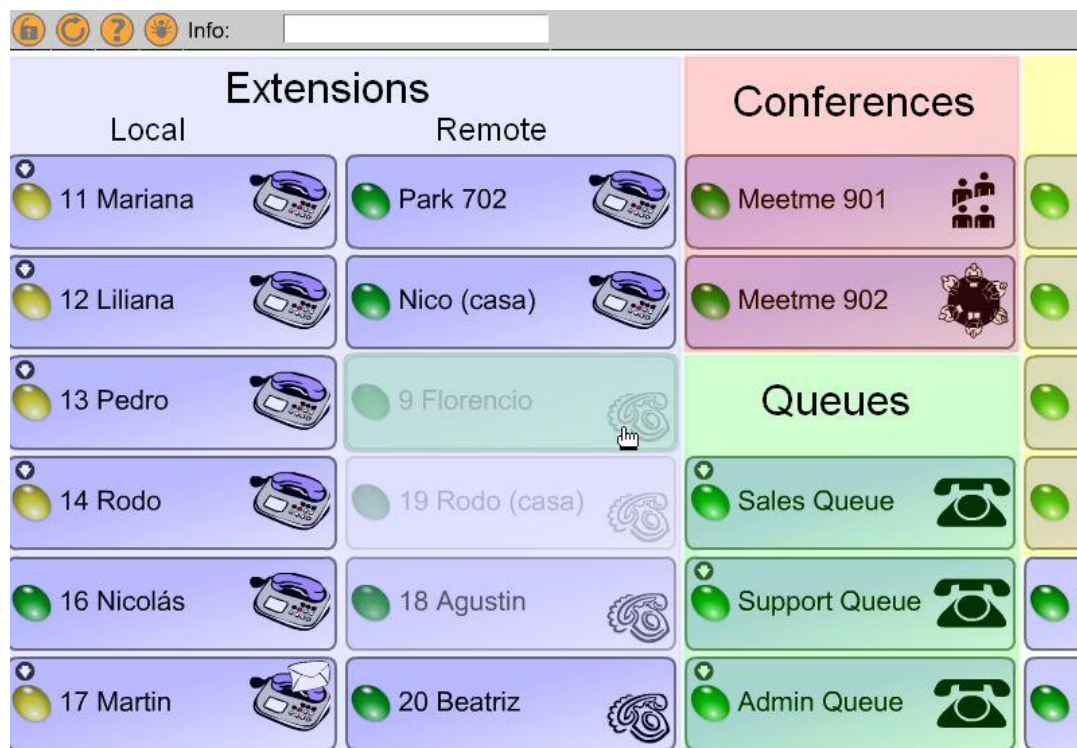 Info:
Extensions
Local
Remote
11 Mariana
12 Liliana
13 Pedro
14 Rodo
16 Nicolás
17 Martin
Park 702
Nico (casa)
9 Florencio
19 Rodo (casa)
18 Agustin
20 Beatriz
Conferences
Meetme 901
Meetme 902
Queues
Sales Queue
Support Queue
Admin Queue